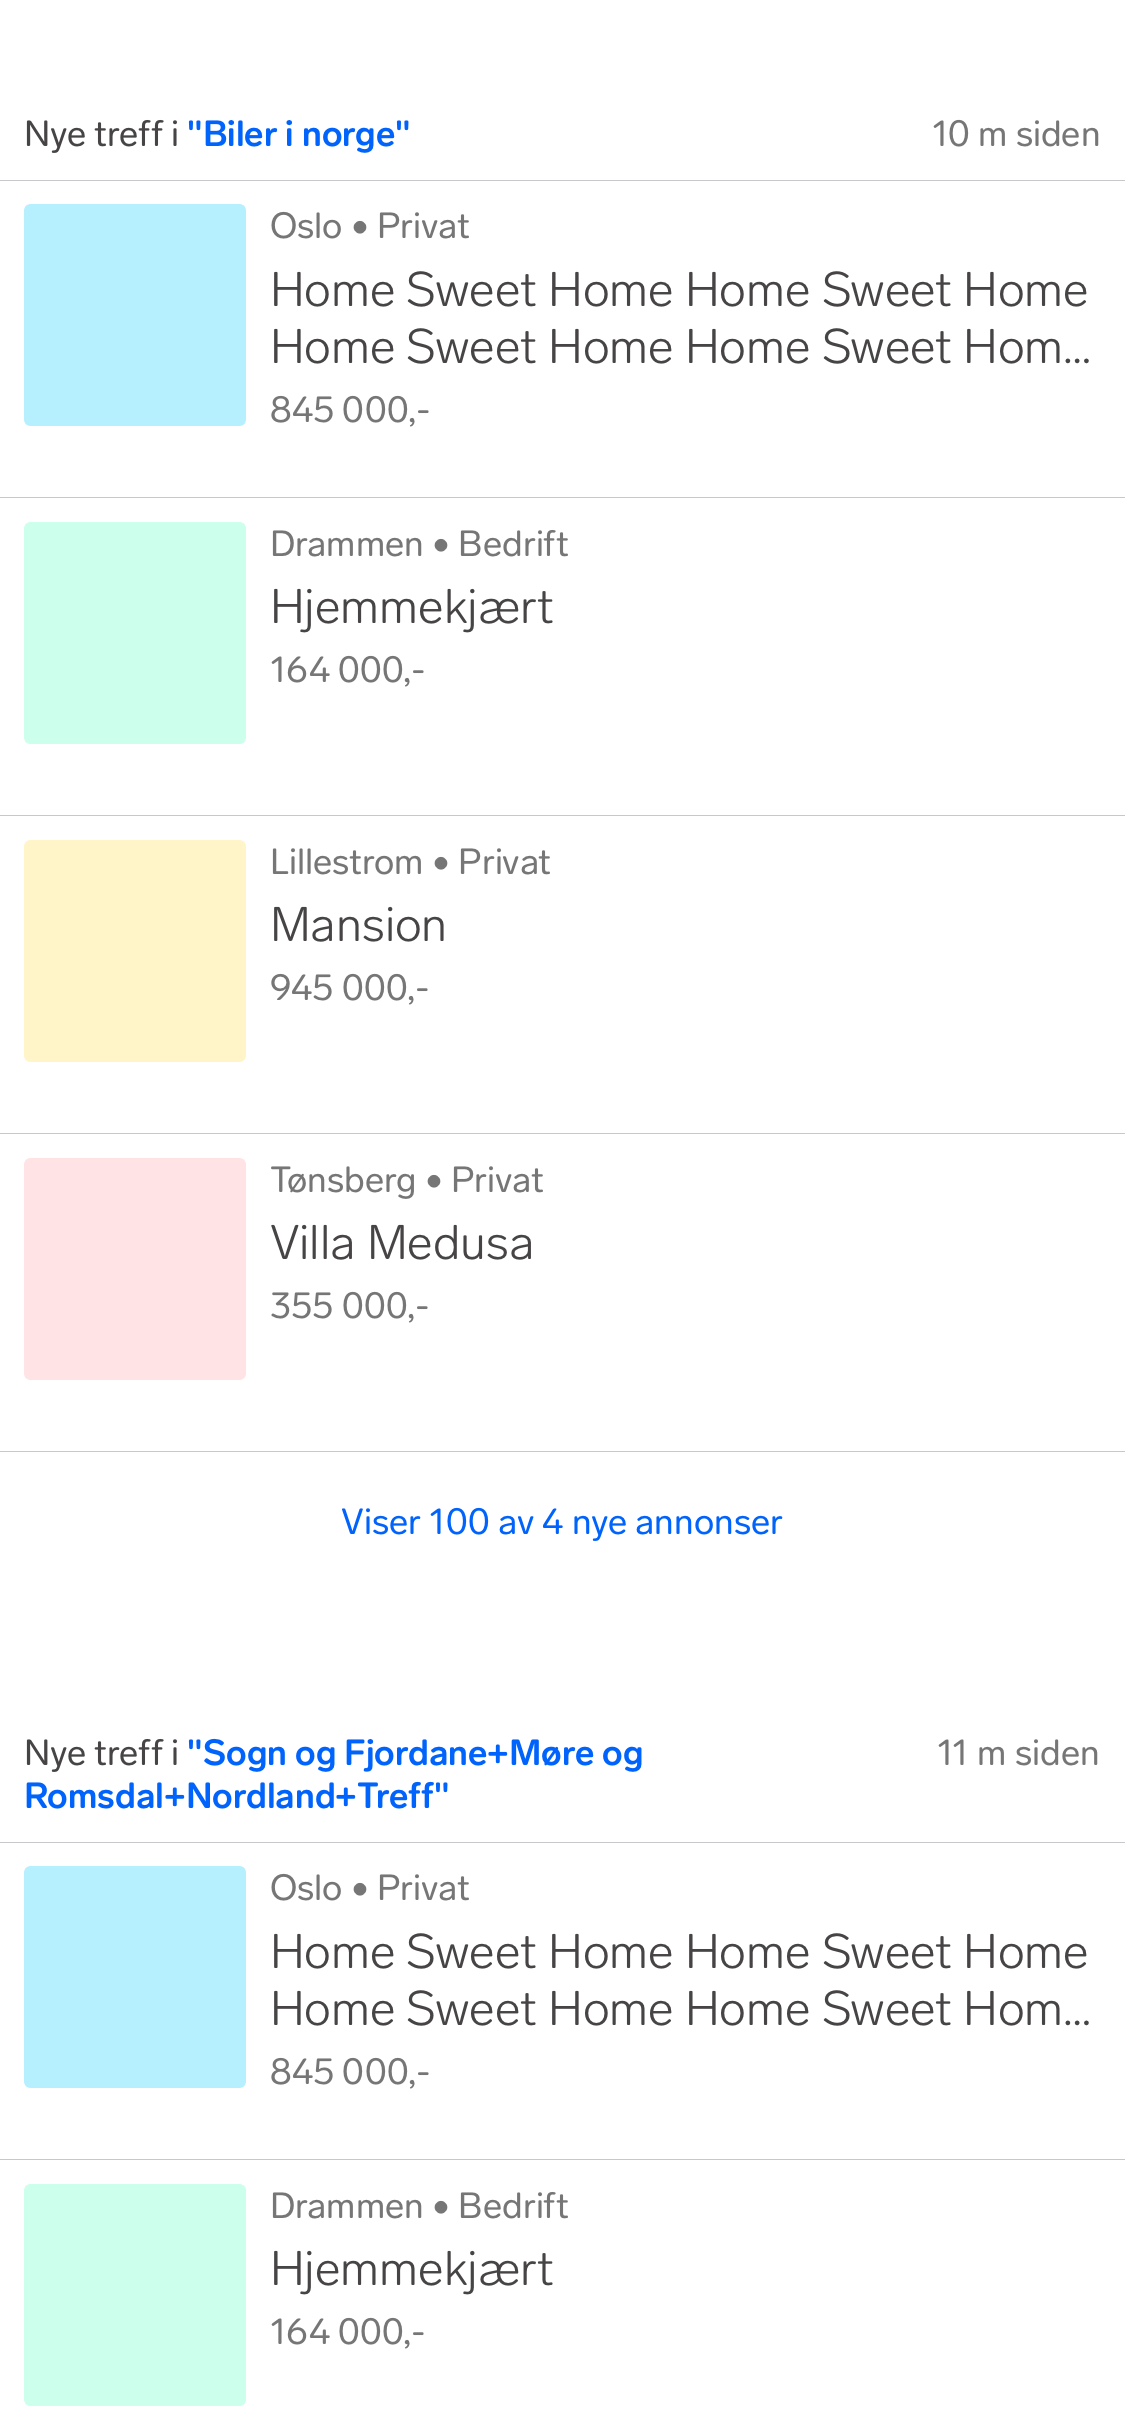 Nye treff i "Biler i norge"
10 m siden
Oslo • Privat
Home Sweet Home Home Sweet Home
Home Sweet Home Home Sweet Hom...
845 000,-
Drammen • Bedrift
Hjemmekjært
164 000,-
Lillestrom • Privat
Mansion
945 000,-
Tønsberg • Privat
Villa Medusa
355 000,-
Viser 100 av 4 nye annonser
Nye treff i "Sogn og Fjordane+Møre og
Romsdal+Nordland+Treff"
11 m siden
Oslo • Privat
Home Sweet Home Home Sweet Home
Home Sweet Home Home Sweet Hom...
845 000,-
Drammen • Bedrift
Hjemmekjært
164 000,-